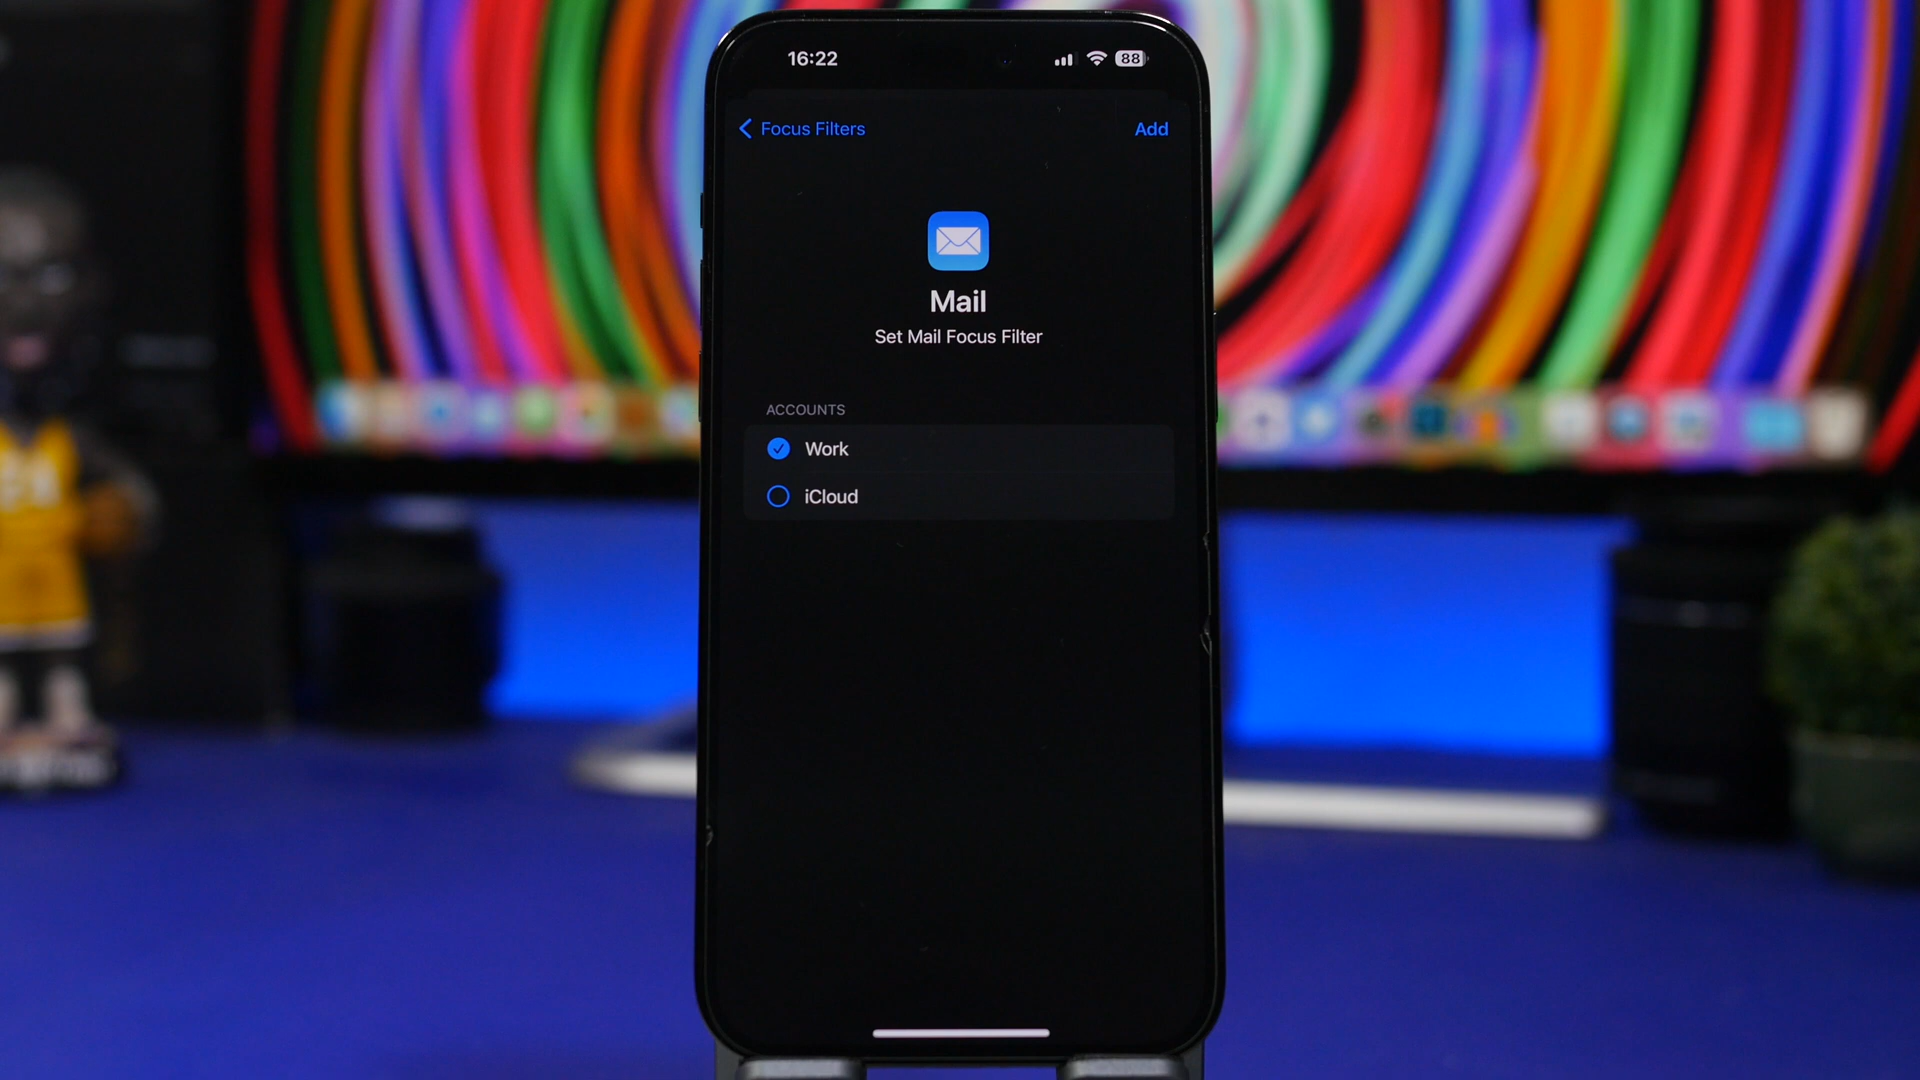 16:22
88
Focus Filters
Add
Mail
Set Mail Focus Filter
ACCOUNTS
Work
iCloud